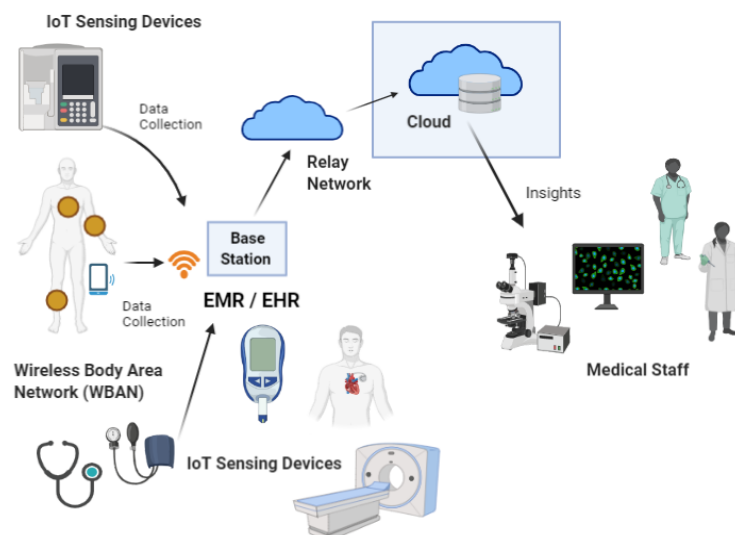 IoT Sensing Devices
Data
Collection
Cloud
Relay
Network
Insights
Base
Station
EMR / EHR
Data
Collection
Wireless Body Area
Network (WBAN)
Medical Staff
IoT Sensing Devices